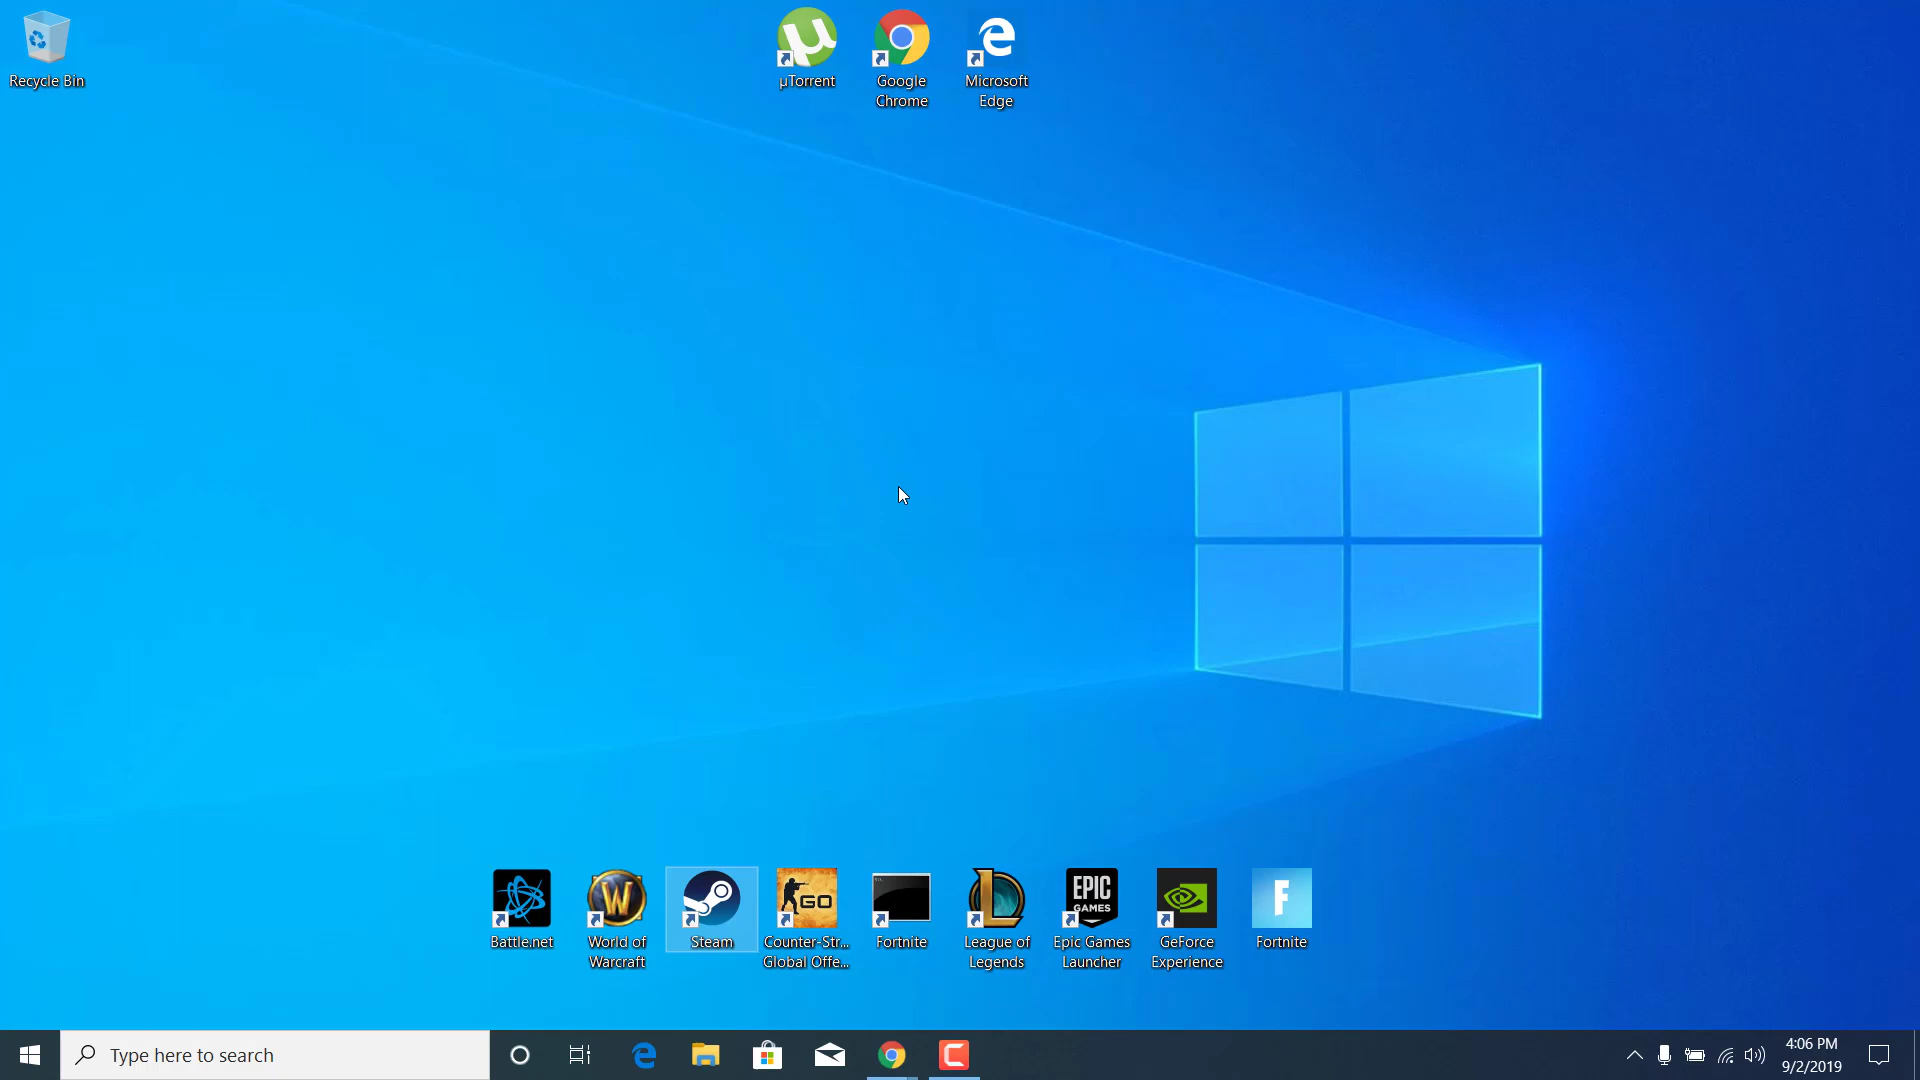 Recycle Bin
µTorrent
Google
Chrome
Microsoft
Edge
Battle.net
World of
Warcraft
Steam
GO
Counter-Str...
Global Offe...
Fortnite
League of
Legends
EPIC
GAMES
Epic Games
Launcher
GeForce
Experience
F
Fortnite
Type here to search
4:06 PM
9/2/2019